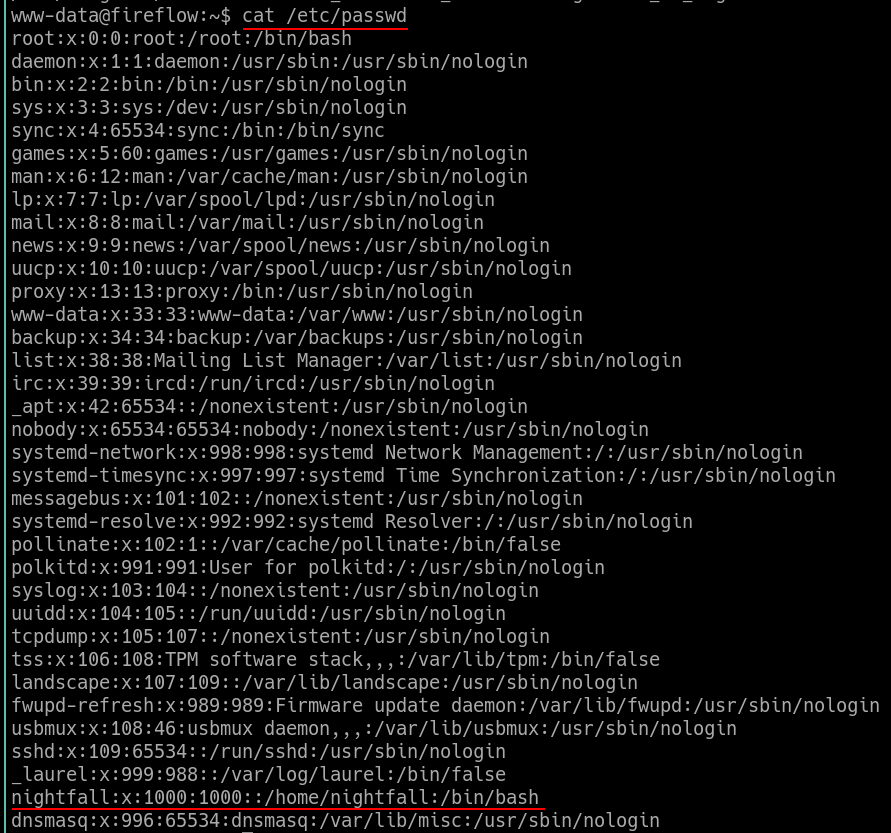 www-data@fireflow:~$ cat /etc/passwd
root:x:0:0:root:/root:/bin/bash
daemon:x:1:1:daemon:/usr/sbin:/usr/sbin/nologin
bin:x:2:2:bin:/bin:/usr/sbin/nologin
sys:x:3:3:sys:/dev:/usr/sbin/nologin
sync:x:4:65534:sync:/bin:/bin/sync
games:x:5:60:games:/usr/games:/usr/sbin/nologin
man:x:6:12:man:/var/cache/man:/usr/sbin/nologin
lp:x:7:7:lp:/var/spool/lpd:/usr/sbin/nologin
mail:x:8:8:mail:/var/mail:/usr/sbin/nologin
news:x:9:9:news:/var/spool/news:/usr/sbin/nologin
uucp:x:10:10:uucp:/var/spool/uucp:/usr/sbin/nologin
proxy:x:13:13:proxy:/bin:/usr/sbin/nologin
www-data:x:33:33:www-data:/var/www:/usr/sbin/nologin
backup:x:34:34:backup:/var/backups:/usr/sbin/nologin
list:x:38:38:Mailing List Manager:/var/list:/usr/sbin/nologin
irc:x:39:39:ircd:/run/ircd:/usr/sbin/nologin
_apt:x:42:65534::/nonexistent:/usr/sbin/nologin
nobody:x:65534:65534:nobody:/nonexistent:/usr/sbin/nologin
systemd-network:x:998:998:systemd Network Management:/:/usr/sbin/nologin
systemd-timesync:x:997:997:systemd Time Synchronization:/:/usr/sbin/nologin
messagebus:x:101:102::/nonexistent:/usr/sbin/nologin
systemd-resolve:x:992:992:systemd Resolver:/:/usr/sbin/nologin
pollinate:x:102:1::/var/cache/pollinate:/bin/false
polkitd:x:991:991:User for polkitd:/:/usr/sbin/nologin
syslog:x:103:104::/nonexistent:/usr/sbin/nologin
uuidd:x:104:105::/run/uuidd:/usr/sbin/nologin
tcpdump:x:105:107::/nonexistent:/usr/sbin/nologin
tss:x:106:108:TPM software stack,,,:/var/lib/tpm:/bin/false
landscape:x:107:109::/var/lib/landscape:/usr/sbin/nologin
fwupd-refresh:x:989:989:Firmware update daemon:/var/lib/fwupd:/usr/sbin/nologin
usbmux:x:108:46:usbmux daemon,,,:/var/lib/usbmux:/usr/sbin/nologin
sshd:x:109:65534::/run/sshd:/usr/sbin/nologin
_laurel:x:999:988::/var/log/laurel:/bin/false
nightfall:x:1000:1000::/home/nightfall:/bin/bash
dnsmasq:x:996:65534:dnsmasq:/var/lib/misc:/usr/sbin/nologin